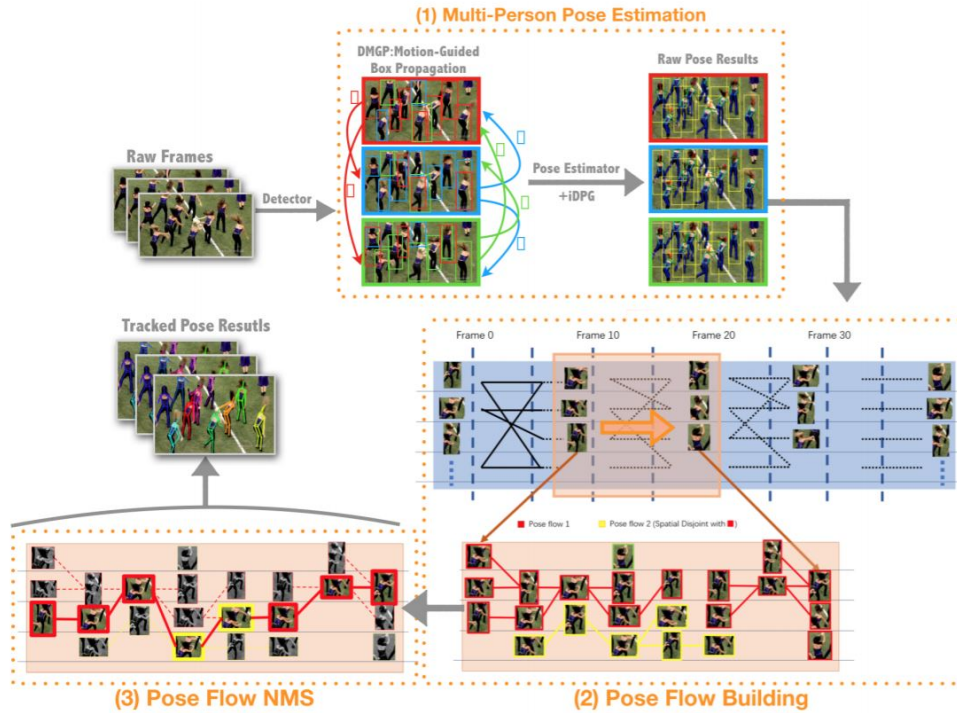 (1) Multi-Person Pose Estimation
DMGP:Motion-Guided
Box Propagation
Raw Pose Results
Raw Frames
Detector
Pose Estimator
+iDPG
Tracked Pose Resutls
Frame 0
Frame 10
Frame 20
Frame 30
Pose flow 1
Pose flow 2 (Spatial Disjoint with )
(3) Pose Flow NMS
(2) Pose Flow Building